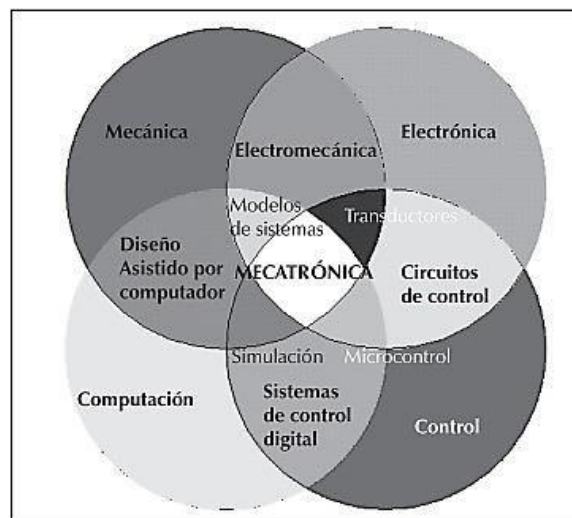 Mecánica
Electrónica
Electromecánica
Modelos
de sistemas
Transductores
Diseño
Asistido por
computador
MECATRÓNICA
Circuitos
de control
Simulación
Microcontrol
Computación
Sistemas
de control
digital
Control